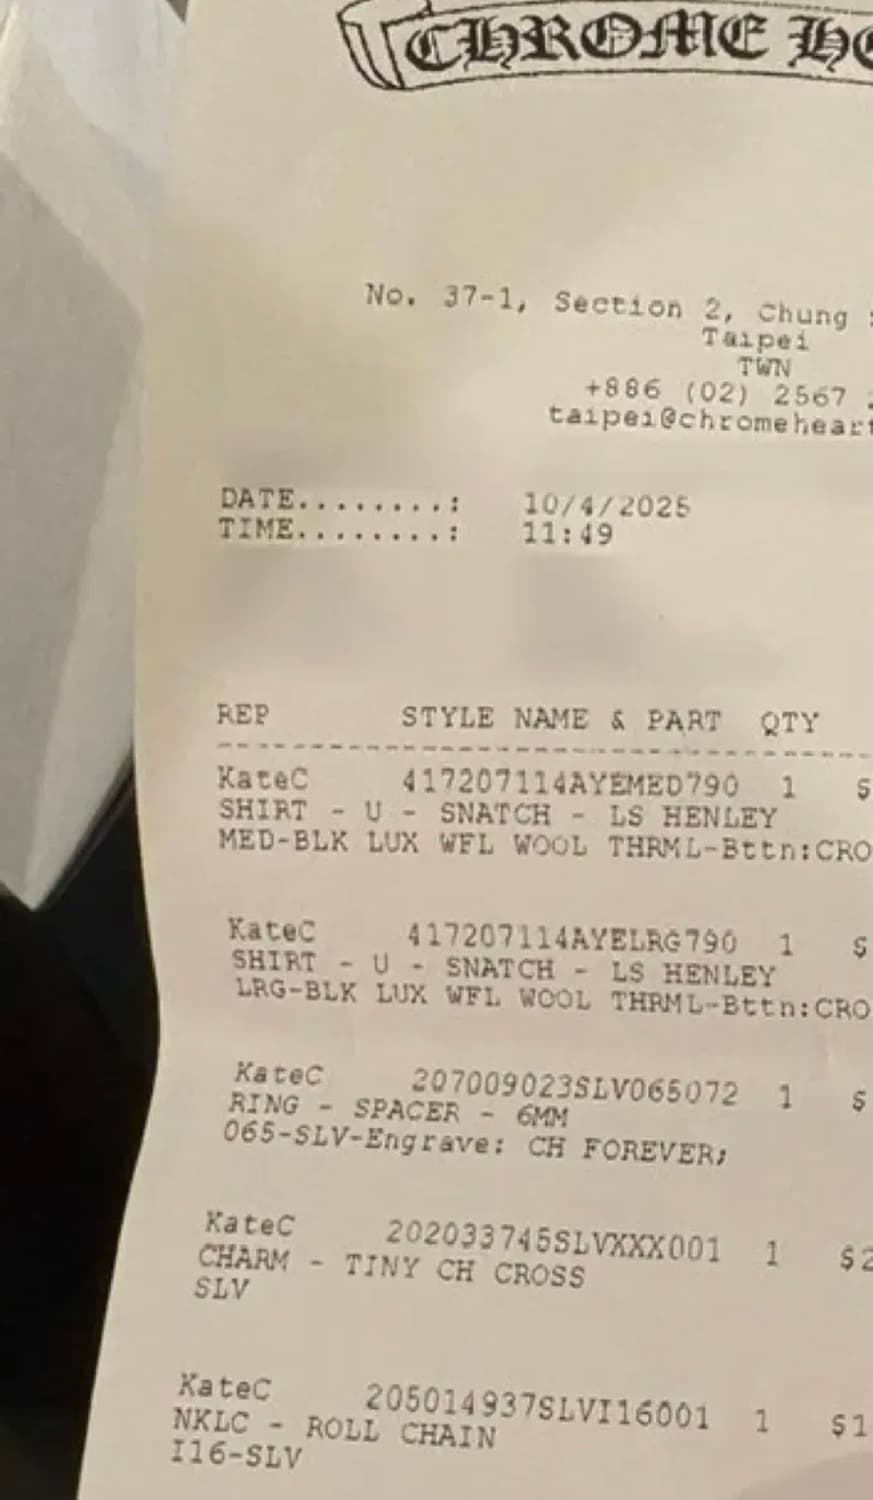 CHROME HE
No. 37-1, Section 2, Chung
Taipei
TWN
+886 (02) 2567
taipei@chromeheart
DATE.........: 10/4/2025
TIME.........: 11:49
REP STYLE NAME & PART QTY
KateC 417207114AYEMED790 1 $
SHIRT - U - SNATCH - LS HENLEY
MED-BLK LUX WFL WOOL THRML-Bttn:CRO
KateC 417207114AYELRG790 1 $
SHIRT - U - SNATCH - LS HENLEY
LRG-BLK LUX WFL WOOL THRML-Bttn:CRO
KateC 207009023SLV065072 1 $
RING - SPACER - 6MM
065-SLV-Engrave: CH FOREVER;
KateC 202033745SLVXXX001 1 $2
CHARM - TINY CH CROSS
SLV
KateC 205014937SLVI16001 1 $1
NKLC - ROLL CHAIN
I16-SLV